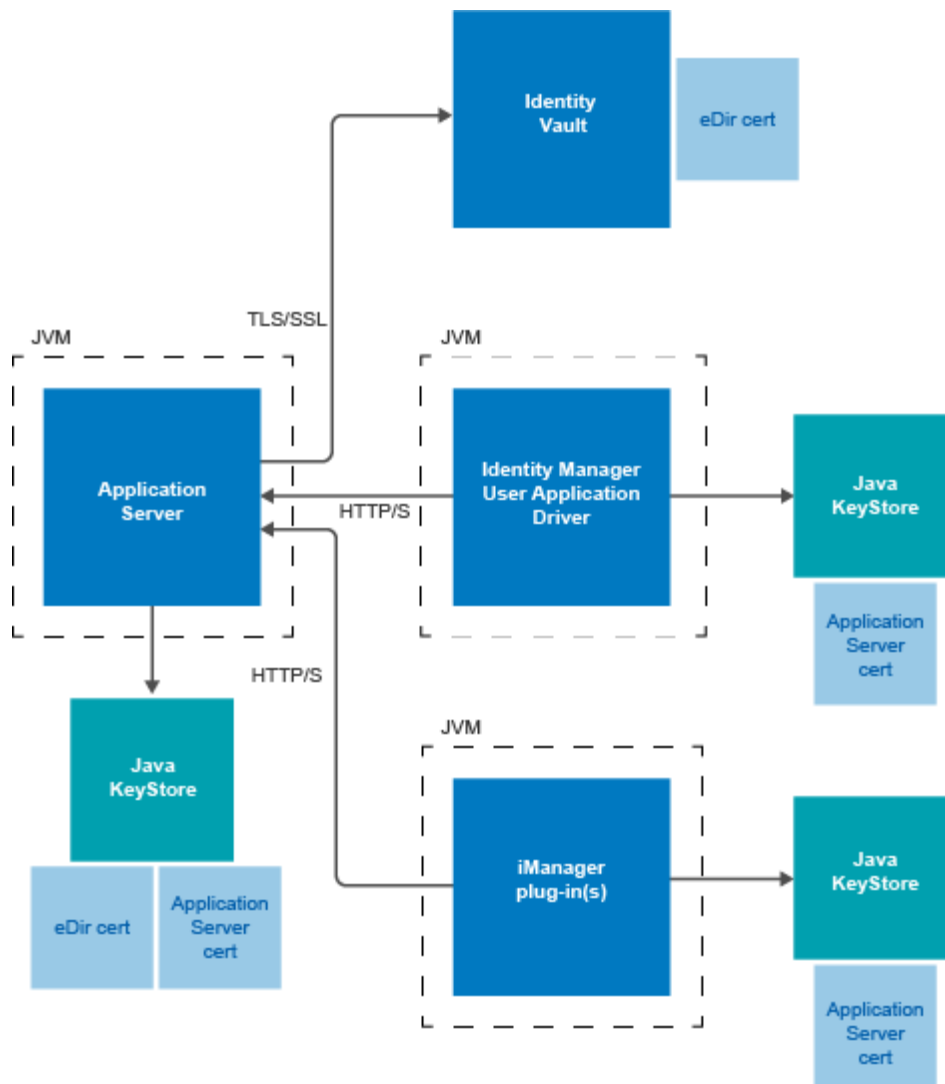 Identity
Vault
eDir cert
TLS/SSL
JVM
Application
Server
JVM
Identity Manager
User Application
Driver
HTTP/S
Java
KeyStore
Application
Server
cert
HTTP/S
Java
KeyStore
eDir cert
Application
Server
cert
JVM
iManager
plug-in(s)
Java
KeyStore
Application
Server
cert